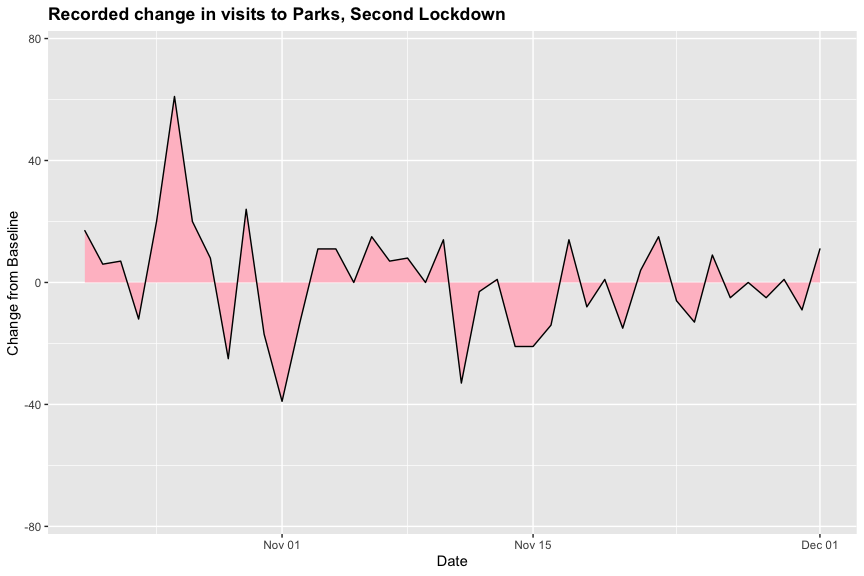 Recorded change in visits to Parks, Second Lockdown
80
40
0
-40
-80
Change from Baseline
Nov 01 Nov 15 Dec 01
Date